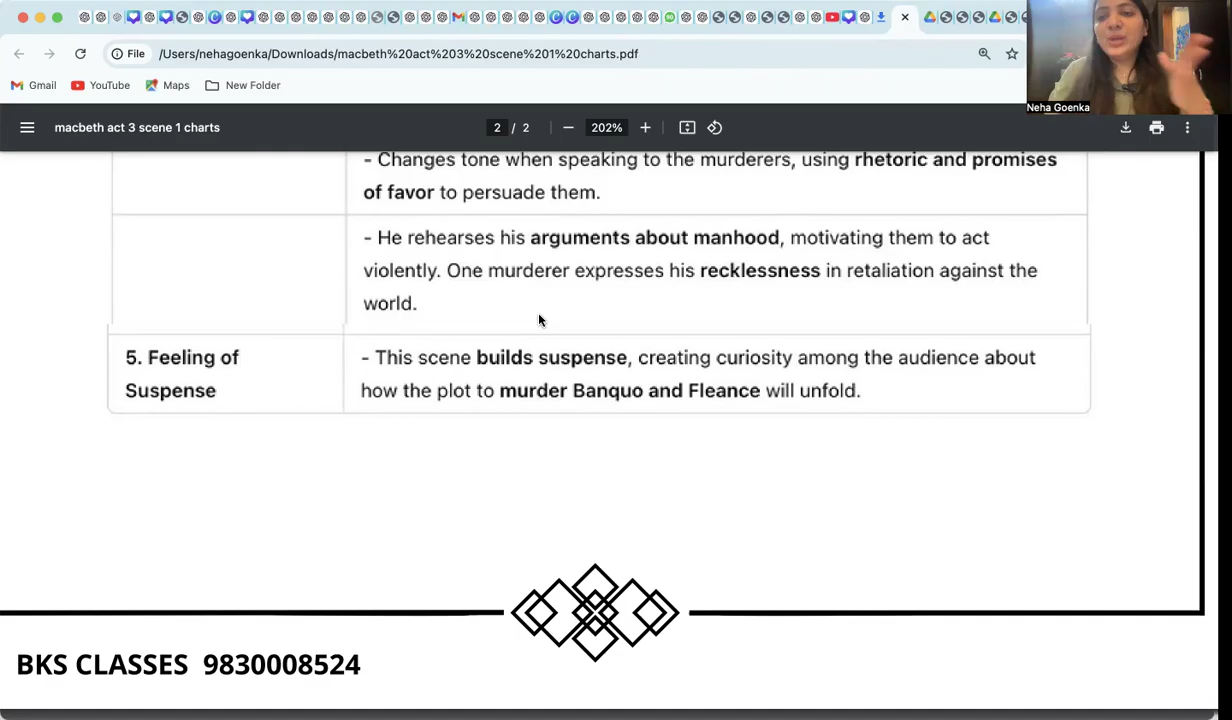 File
/Users/nehagoenka/Downloads/macbeth%20act%203%20scene%201%20charts.pdf
Gmail
YouTube
Maps
New Folder
Neha Goenka
macbeth act 3 scene 1 charts
2 / 2
202%
- Changes tone when speaking to the murderers, using rhetoric and promises
of favor to persuade them.
- He rehearses his arguments about manhood, motivating them to act
violently. One murderer expresses his recklessness in retaliation against the
world.
5. Feeling of
Suspense
- This scene builds suspense, creating curiosity among the audience about
how the plot to murder Banquo and Fleance will unfold.
BKS CLASSES 9830008524